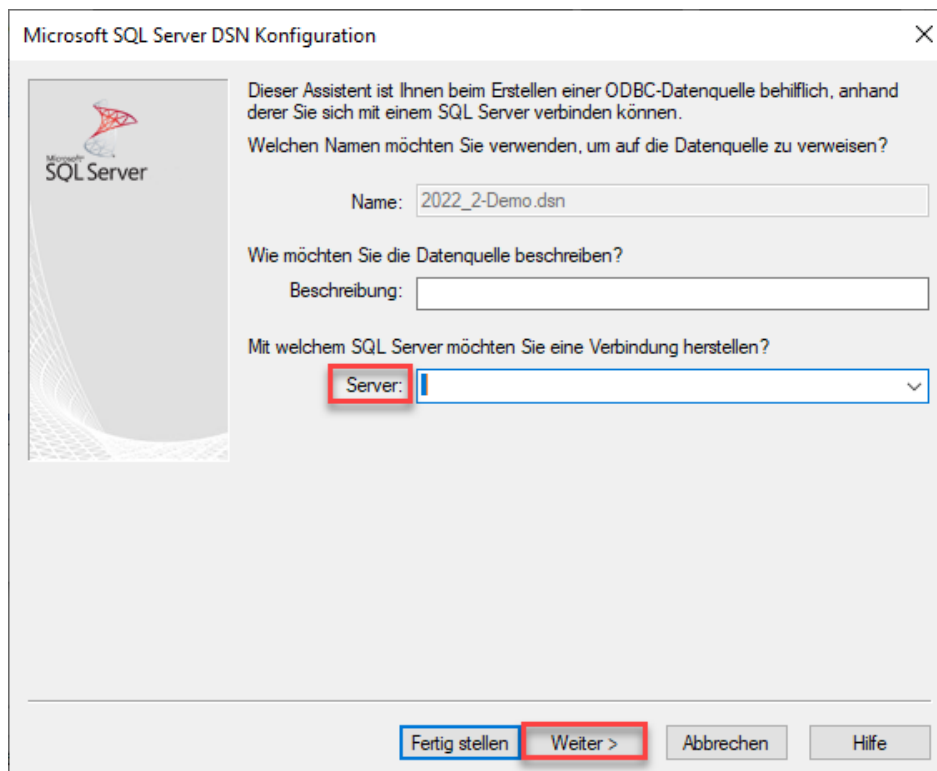 Microsoft SQL Server DSN Konfiguration
Microsoft®
SQL Server
Dieser Assistent ist Ihnen beim Erstellen einer ODBC-Datenquelle behilflich, anhand
derer Sie sich mit einem SQL Server verbinden können.
Welchen Namen möchten Sie verwenden, um auf die Datenquelle zu verweisen?
Name: 2022_2-Demo.dsn
Wie möchten Sie die Datenquelle beschreiben?
Beschreibung:
Mit welchem SQL Server möchten Sie eine Verbindung herstellen?
Server:
Fertig stellen Weiter > Abbrechen Hilfe